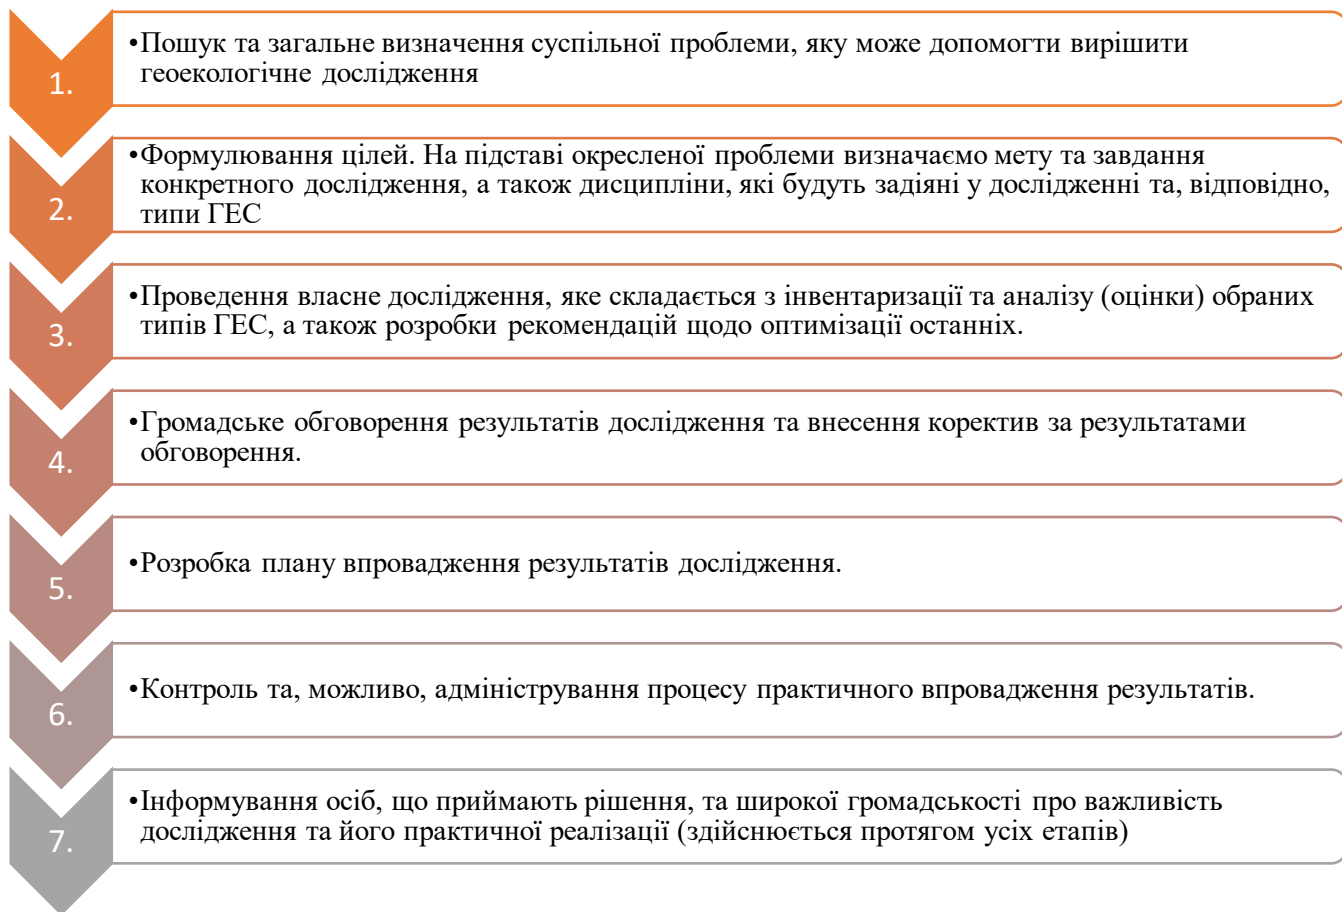 1.
•Пошук та загальне визначення суспільної проблеми, яку може допомогти вирішити
геоекологічне дослідження
2.
•Формулювання цілей. На підставі окресленої проблеми визначаємо мету та завдання
конкретного дослідження, а також дисципліни, які будуть задіяні у дослідженні та, відповідно,
типи ГЕС
3.
•Проведення власне дослідження, яке складається з інвентаризації та аналізу (оцінки) обраних
типів ГЕС, а також розробки рекомендацій щодо оптимізації останніх.
4.
•Громадське обговорення результатів дослідження та внесення коректив за результатами
обговорення.
5.
•Розробка плану впровадження результатів дослідження.
6.
•Контроль та, можливо, адміністрування процесу практичного впровадження результатів.
7.
•Інформування осіб, що приймають рішення, та широкої громадськості про важливість
дослідження та його практичної реалізації (здійснюється протягом усіх етапів)